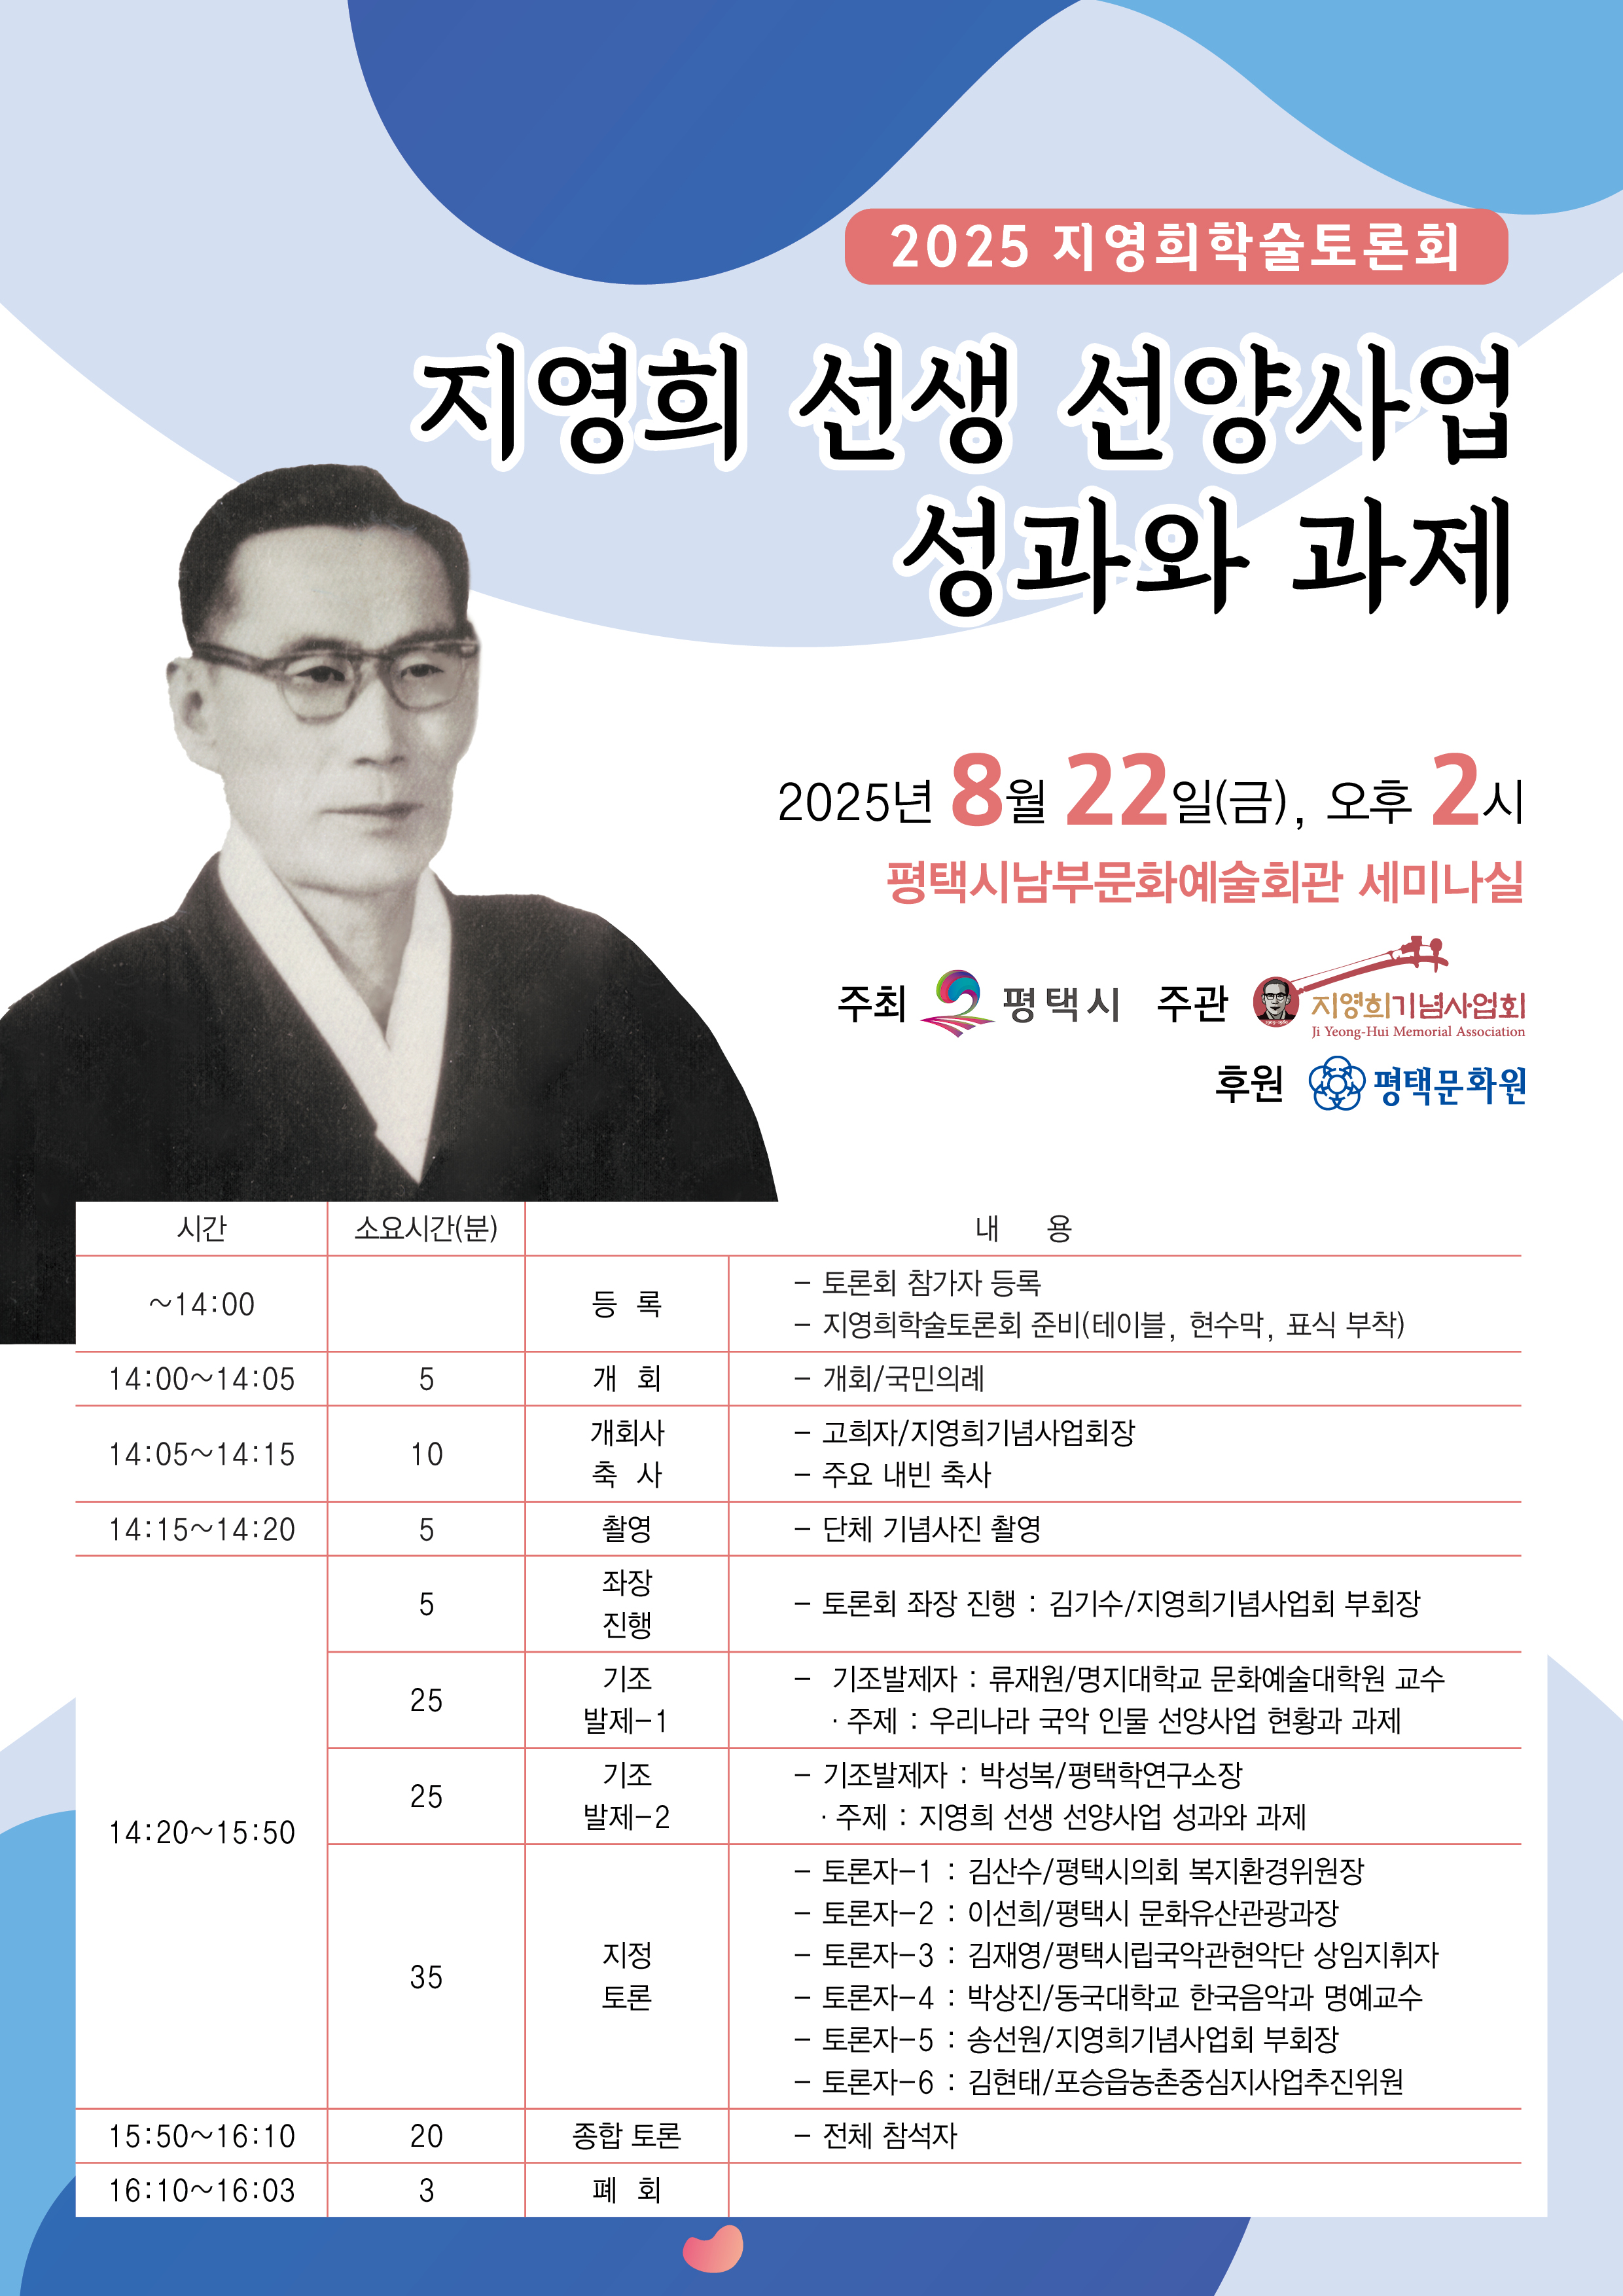 2025 지영희학술토론회
지영희 선생 선양사업
성과와 과제
2025년 8월 22일(금), 오후 2시
평택시남부문화예술회관 세미나실
주최 평택시 주관 지영희기념사업회
Ji Yeong-Hui Memorial Association
후원 평택문화원
시간 소요시간(분) 내 용
~14:00 등 록
- 토론회 참가자 등록
- 지영희학술토론회 준비(테이블, 현수막, 표식 부착)
14:00~14:05 5 개 회 - 개회/국민의례
14:05~14:15 10
개회사 - 고희자/지영희기념사업회장
축 사 - 주요 내빈 축사
14:15~14:20 5 촬영 - 단체 기념사진 촬영
14:20~15:50
5
좌장
진행
- 토론회 좌장 진행 : 김기수/지영희기념사업회 부회장
25
기조
발제-1
- 기조발제자 : 류재원/명지대학교 문화예술대학원 교수
· 주제 : 우리나라 국악 인물 선양사업 현황과 과제
25
기조
발제-2
- 기조발제자 : 박성복/평택학연구소장
· 주제 : 지영희 선생 선양사업 성과와 과제
35
지정
토론
- 토론자-1 : 김산수/평택시의회 복지환경위원장
- 토론자-2 : 이선희/평택시 문화유산관광과장
- 토론자-3 : 김재영/평택시립국악관현악단 상임지휘자
- 토론자-4 : 박상진/동국대학교 한국음악과 명예교수
- 토론자-5 : 송선원/지영희기념사업회 부회장
- 토론자-6 : 김현태/포승읍농촌중심지사업추진위원
15:50~16:10 20 종합 토론 - 전체 참석자
16:10~16:03 3 폐 회